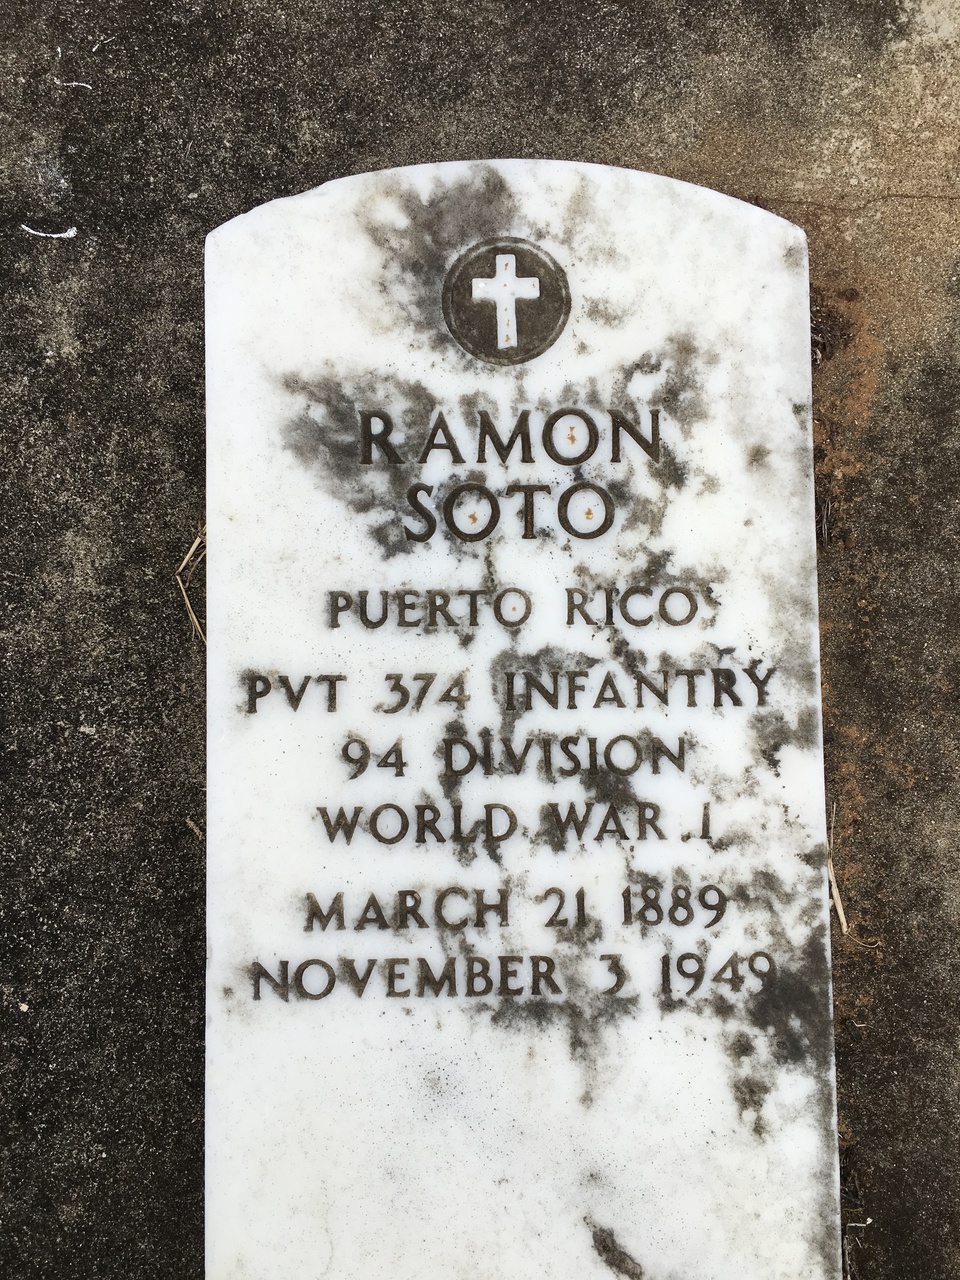 RAMON
SOTO
PUERTO RICO
PVT 374 INFANTRY
94 DIVISION
WORLD WAR I
MARCH 21 1889
NOVEMBER 3 1949